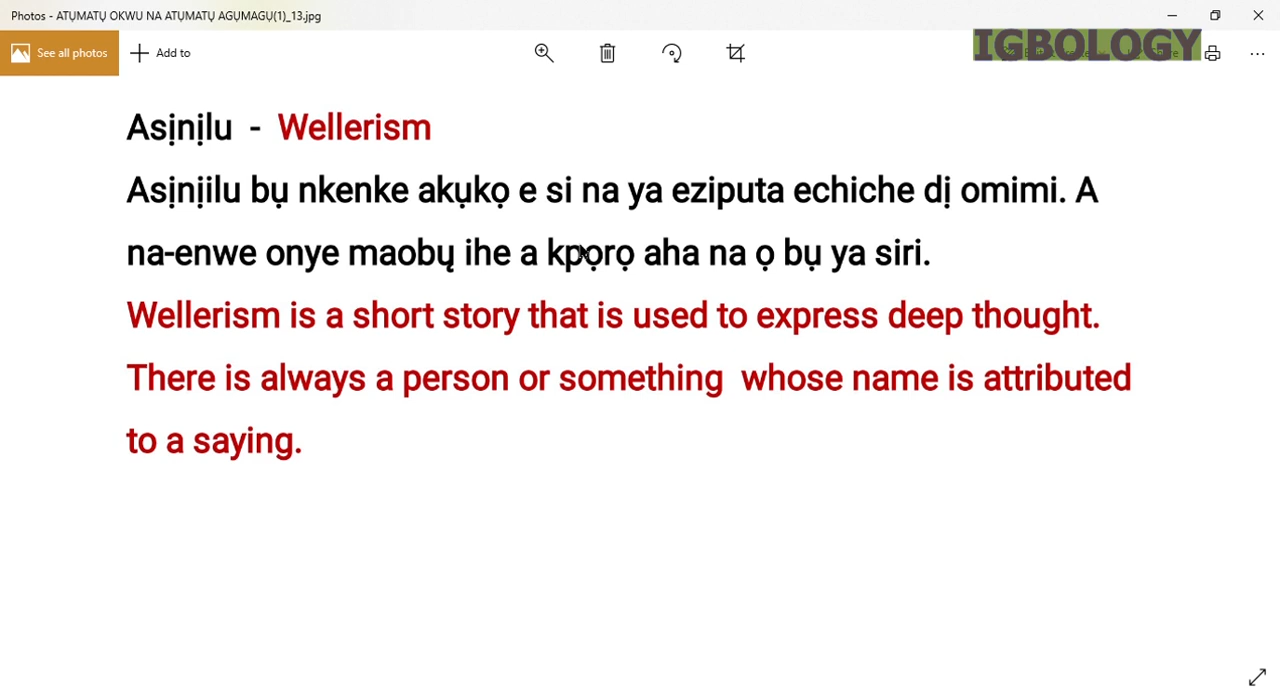 Photos - ATỤMATỤ OKWU NA ATỤMATỤ AGỤMAGỤ(1)_13.jpg
See all photos
Add to
IGBOLOGY
Asịnịlu - Wellerism
Asịnịịlu bụ nkenke akụkọ e si na ya eziputa echiche dị omimi. A
na-enwe onye maobụ ihe a kpọrọ aha na ọ bụ ya siri.
Wellerism is a short story that is used to express deep thought.
There is always a person or something whose name is attributed
to a saying.